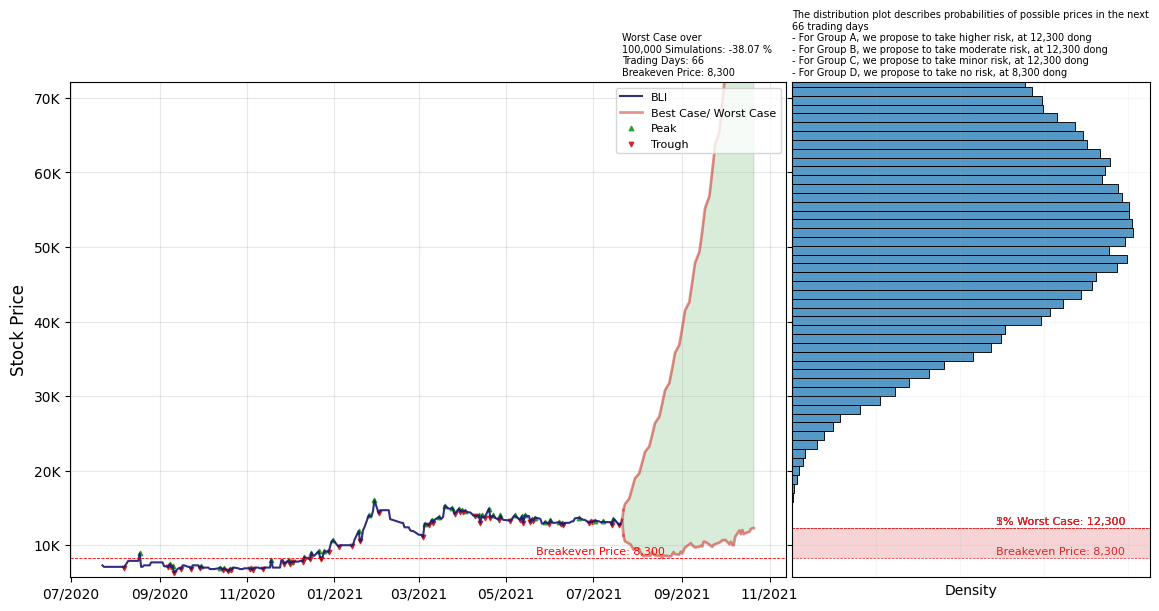 The distribution plot describes probabilities of possible prices in the next
66 trading days
- For Group A, we propose to take higher risk, at 12,300 dong
- For Group B, we propose to take moderate risk, at 12,300 dong
- For Group C, we propose to take minor risk, at 12,300 dong
- For Group D, we propose to take no risk, at 8,300 dong
Worst Case over
100,000 Simulations: -38.07 %
Trading Days: 66
Breakeven Price: 8,300
BLI
Best Case/ Worst Case
Peak
Trough
70K
60K
50K
40K
30K
20K
10K
Stock Price
Breakeven Price: 8,300
% Worst Case: 12,300
Breakeven Price: 8,300
07/2020
09/2020
11/2020
01/2021
03/2021
05/2021
07/2021
09/2021
11/2021
Density